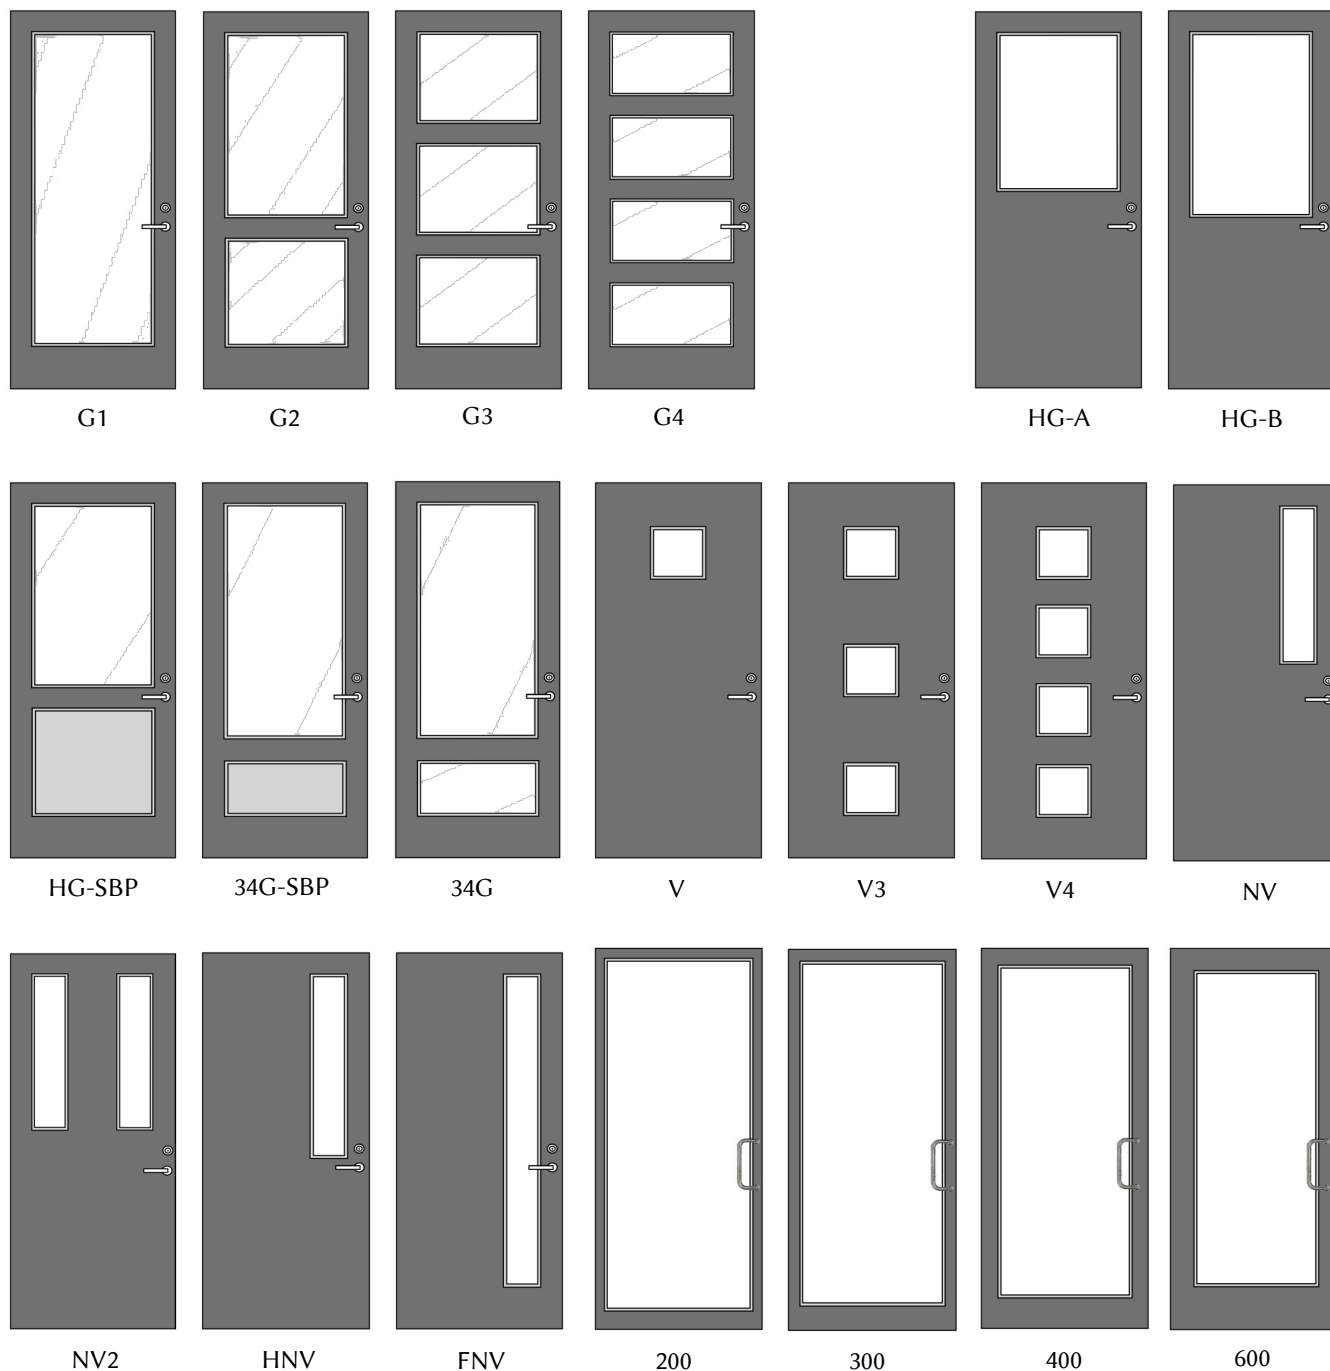 G1 G2 G3 G4 HG-A HG-B
HG-SBP 34G-SBP 34G V V3 V4 NV
NV2 HNV FNV 200 300 400 600